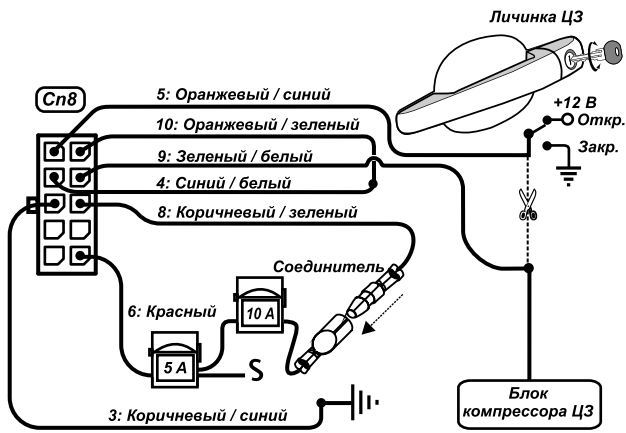 Личинка ЦЗ
Сп8
5: Оранжевый / синий
+12 В
10: Оранжевый / зеленый
Откр.
9: Зеленый / белый
Закр.
4: Синий / белый
8: Коричневый / зеленый
Соединитель
6: Красный
10 А
5 А
S
Блок
компрессора ЦЗ
3: Коричневый / синий